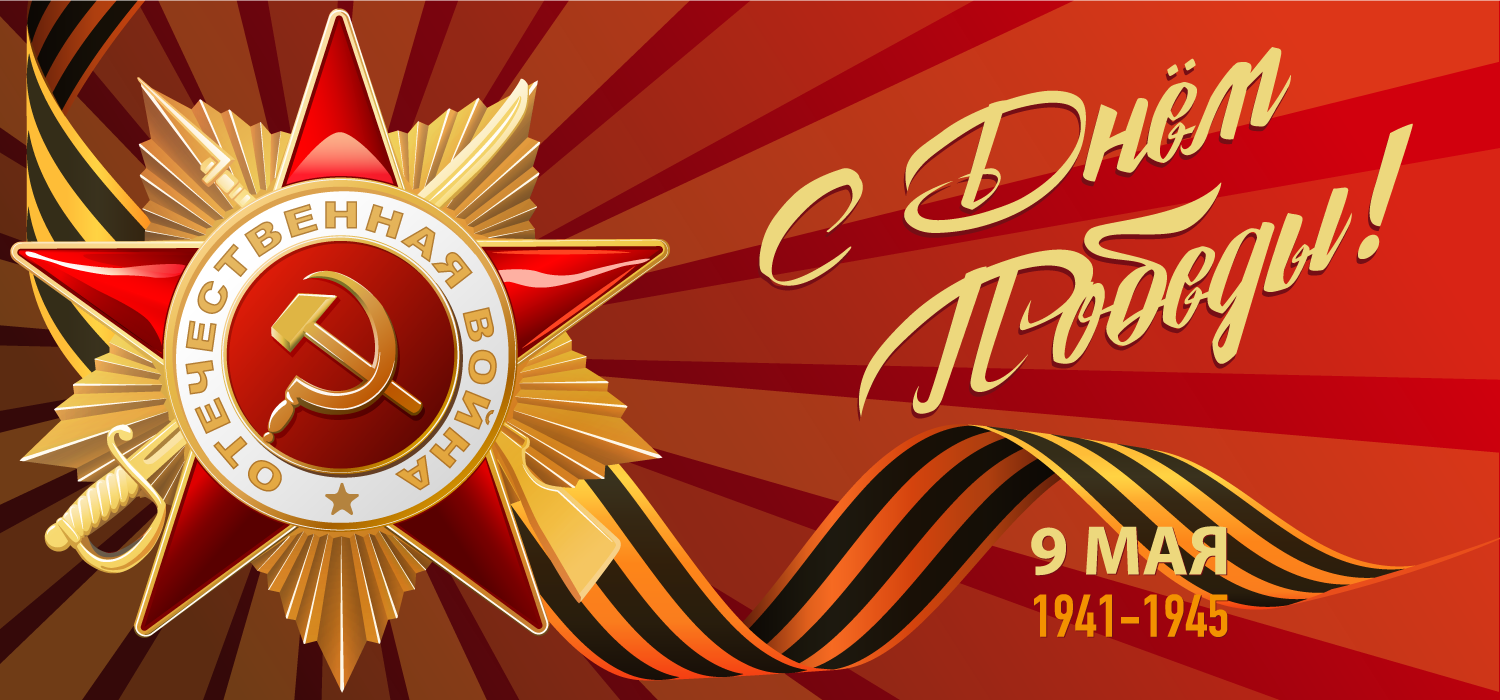 ОТЕЧЕСТВЕННАЯ ВОЙНА
С Днём
Победы!
9 МАЯ
1941–1945